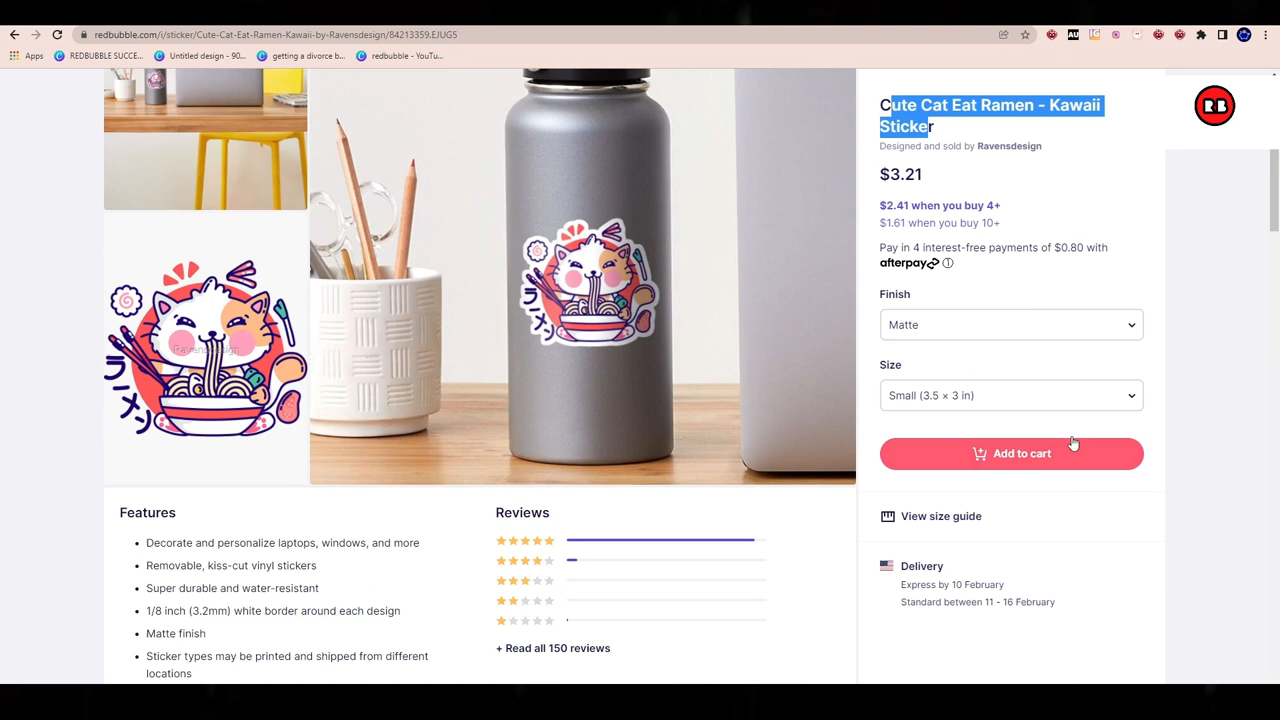 redbubble.com/i/sticker/Cute-Cat-Eat-Ramen-Kawaii-by-Ravensdesign/84213359.EJUG5
AU
Apps
REDBUBBLE SUCCE...
Untitled design - 90...
getting a divorce b...
redbubble - YouTu...
Cute Cat Eat Ramen - Kawaii
Sticker
RB
Designed and sold by Ravensdesign
$3.21
$2.41 when you buy 4+
$1.61 when you buy 10+
Pay in 4 interest-free payments of $0.80 with
afterpay
Finish
Matte
Size
Small (3.5 × 3 in)
Add to cart
View size guide
Delivery
Express by 10 February
Standard between 11 - 16 February
ラーメン
Ravensdesign
ラーメン
Features
Decorate and personalize laptops, windows, and more
Removable, kiss-cut vinyl stickers
Super durable and water-resistant
1/8 inch (3.2mm) white border around each design
Matte finish
Sticker types may be printed and shipped from different
locations
Reviews
+ Read all 150 reviews